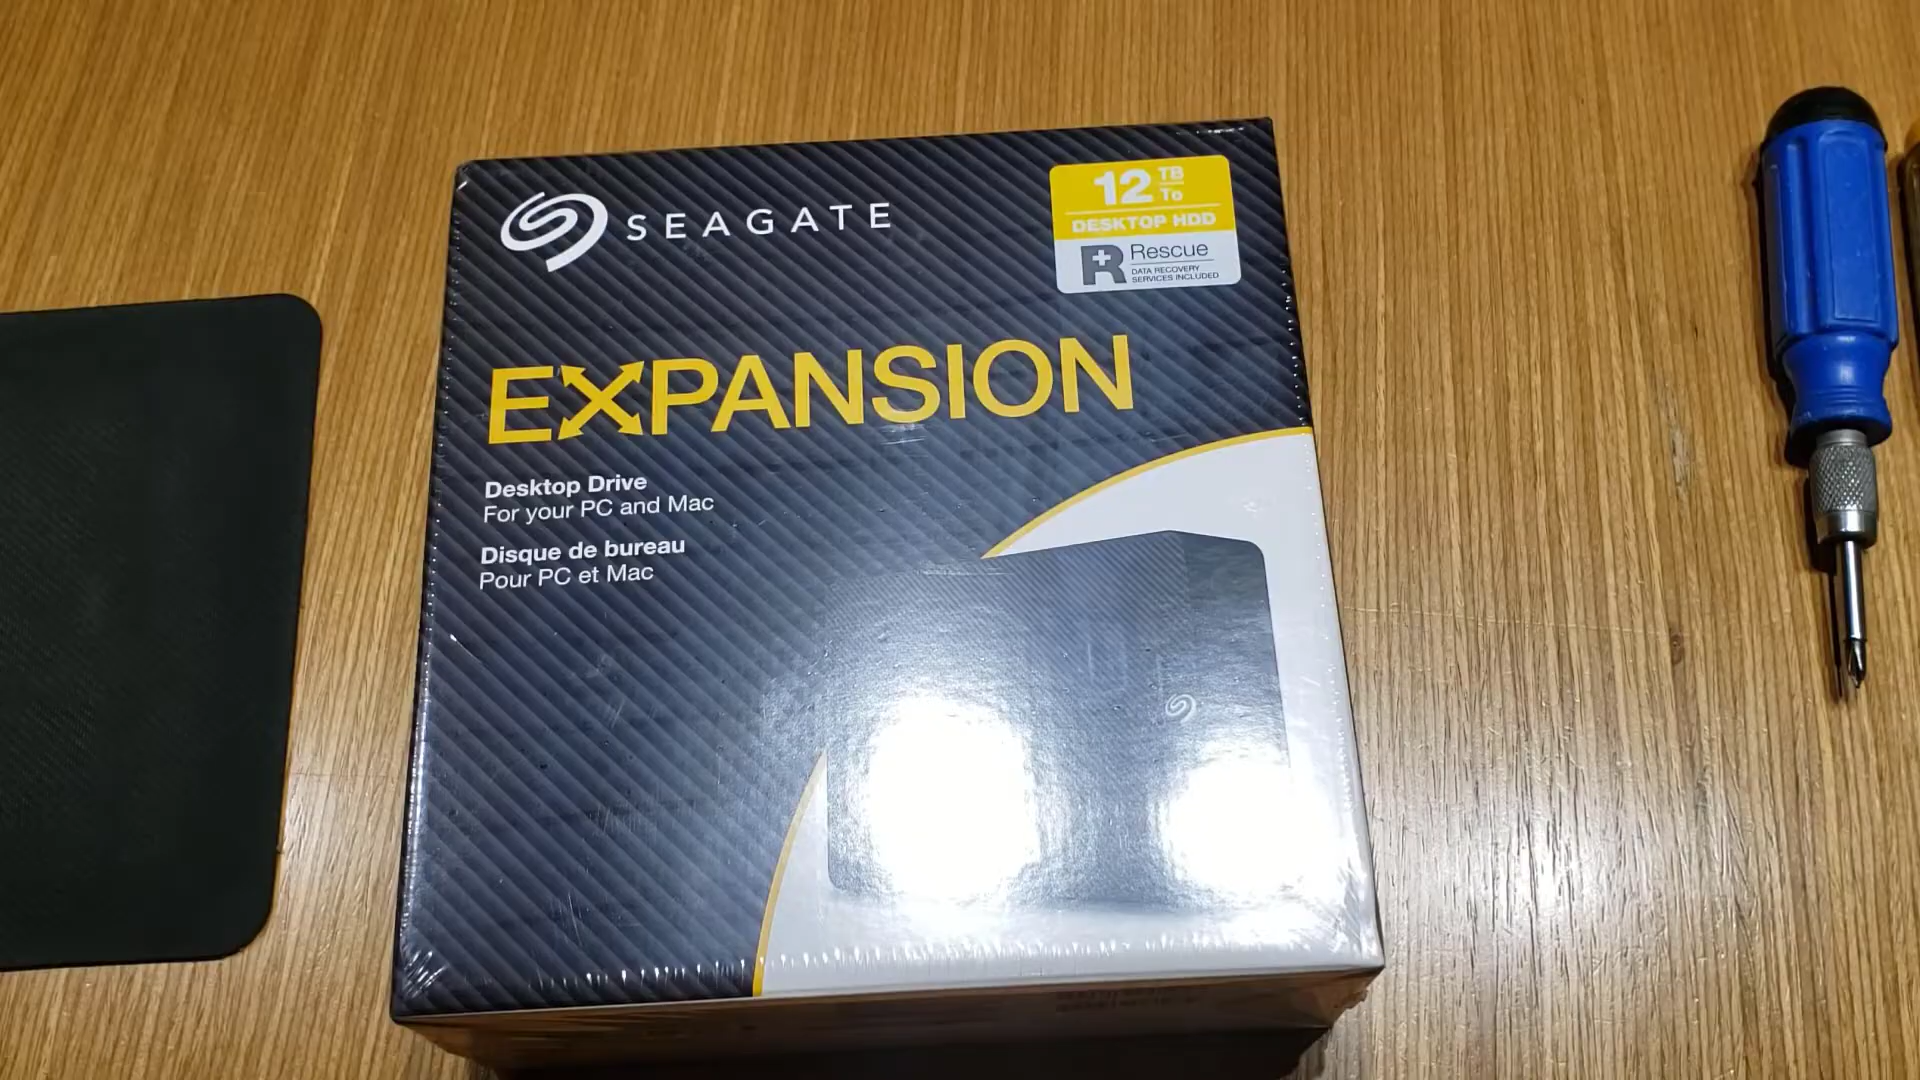 SEAGATE
12 TB
To
DESKTOP HDD
R Rescue
DATA RECOVERY
SERVICES INCLUDED
EXPANSION
Desktop Drive
For your PC and Mac
Disque de bureau
Pour PC et Mac